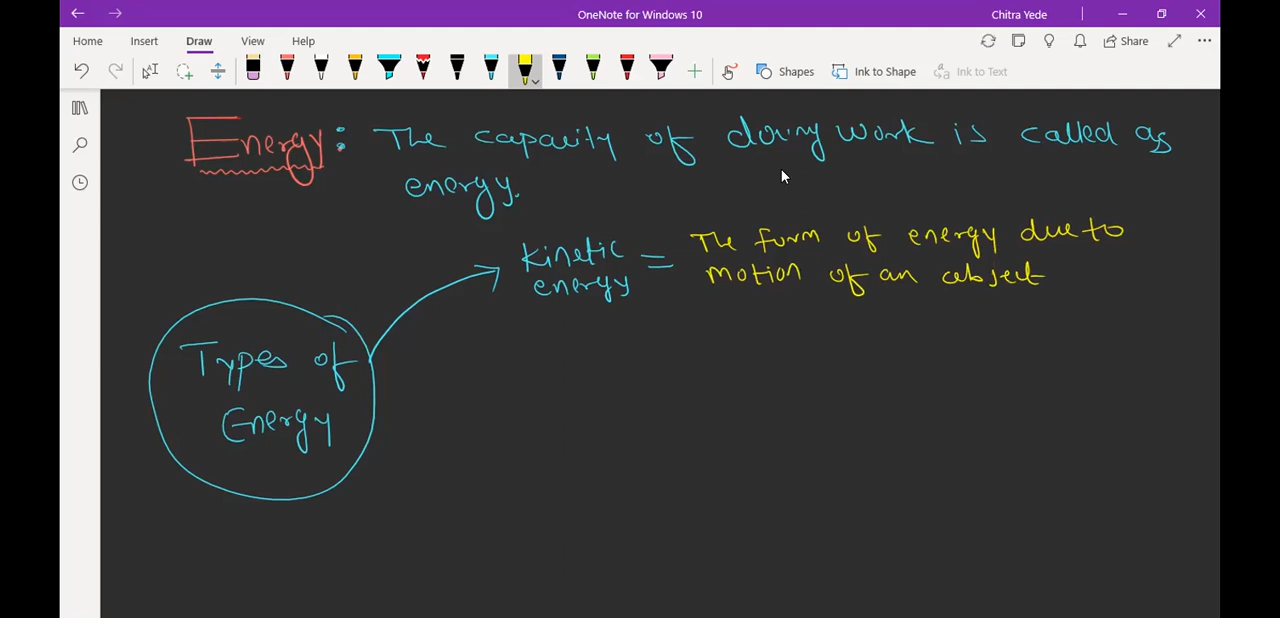 OneNote for Windows 10
Chitra Yede
Home Insert Draw View Help
Share
Shapes Ink to Shape Ink to Text
Energy: The capacity of doing work is called as
energy.
Kinetic = The form of energy due to
energy motion of an object
Types of
Energy